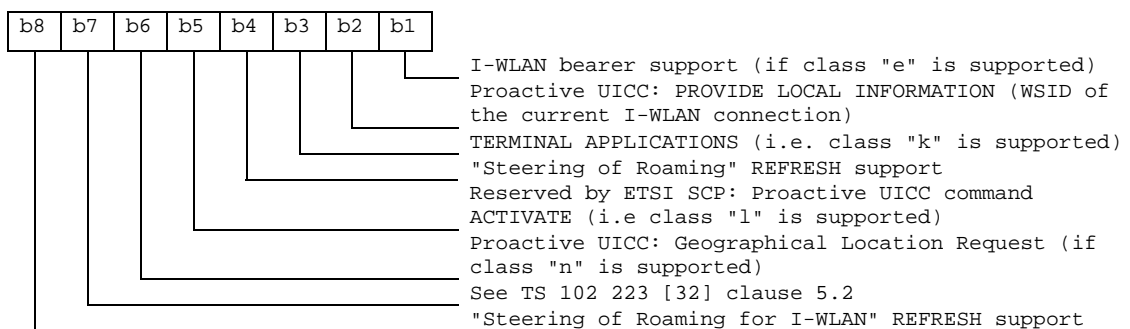 b8 b7 b6 b5 b4 b3 b2 b1
I-WLAN bearer support (if class "e" is supported)
Proactive UICC: PROVIDE LOCAL INFORMATION (WSID of
the current I-WLAN connection)
TERMINAL APPLICATIONS (i.e. class "k" is supported)
"Steering of Roaming" REFRESH support
Reserved by ETSI SCP: Proactive UICC command
ACTIVATE (i.e class "l" is supported)
Proactive UICC: Geographical Location Request (if
class "n" is supported)
See TS 102 223 [32] clause 5.2
"Steering of Roaming for I-WLAN" REFRESH support